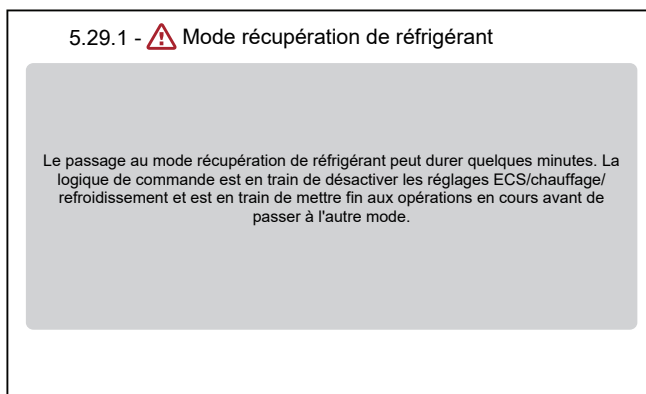 5.29.1 - Mode récupération de réfrigérant
Le passage au mode récupération de réfrigérant peut durer quelques minutes. La
logique de commande est en train de désactiver les réglages ECS/chauffage/
refroidissement et est en train de mettre fin aux opérations en cours avant de
passer à l'autre mode.